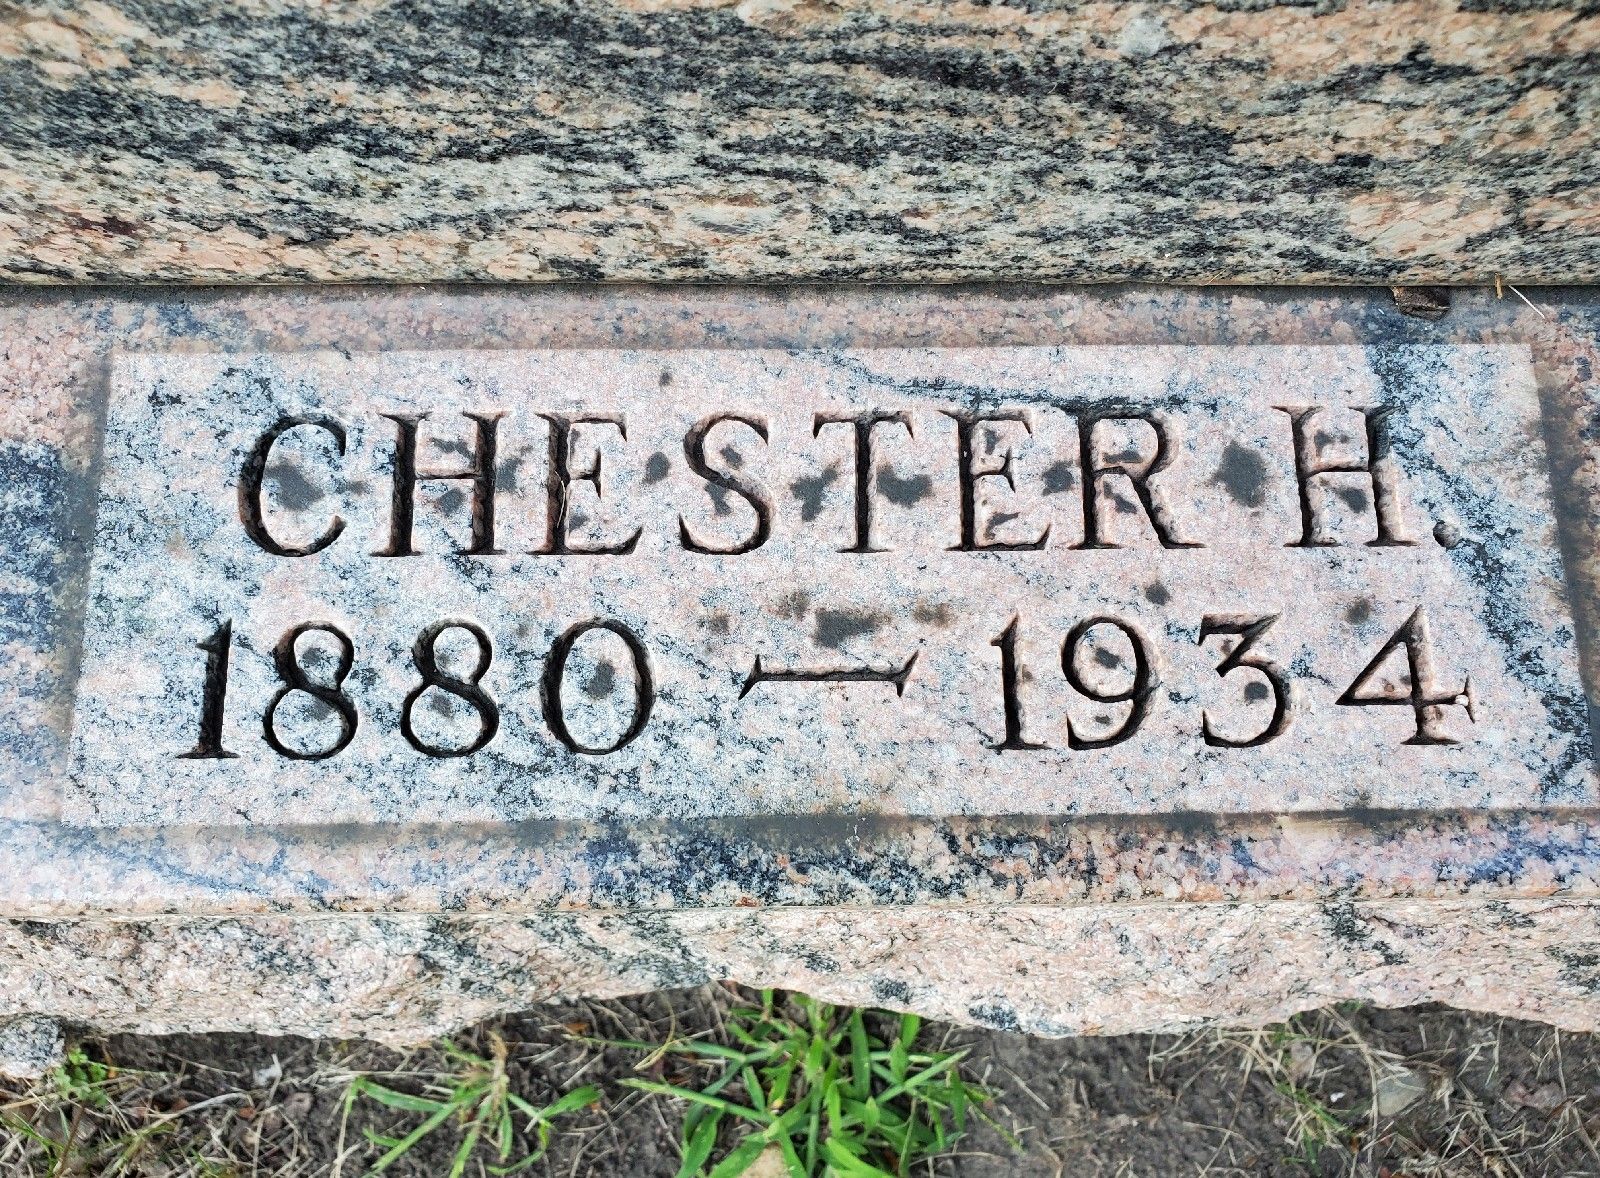 CHESTER H.
1880 — 1934